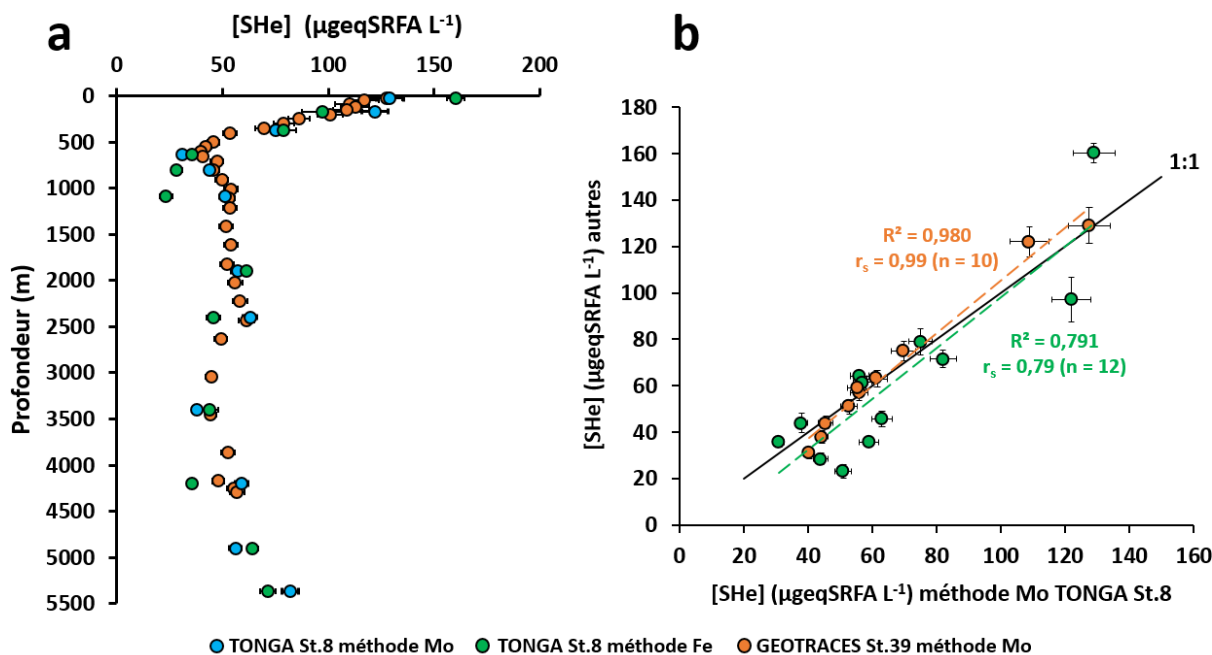 a
[SHe] (µgeqSRFA L⁻¹)
0 50 100 150 200
Profondeur (m)
0
500
1000
1500
2000
2500
3000
3500
4000
4500
5000
5500
b
[SHe] (µgeqSRFA L⁻¹) autres
180
160
140
120
100
80
60
40
20
0
1:1
R² = 0,980
rₛ = 0,99 (n = 10)
R² = 0,791
rₛ = 0,79 (n = 12)
0 20 40 60 80 100 120 140 160
[SHe] (µgeqSRFA L⁻¹) méthode Mo TONGA St.8
TONGA St.8 méthode Mo TONGA St.8 méthode Fe GEOTRACES St.39 méthode Mo